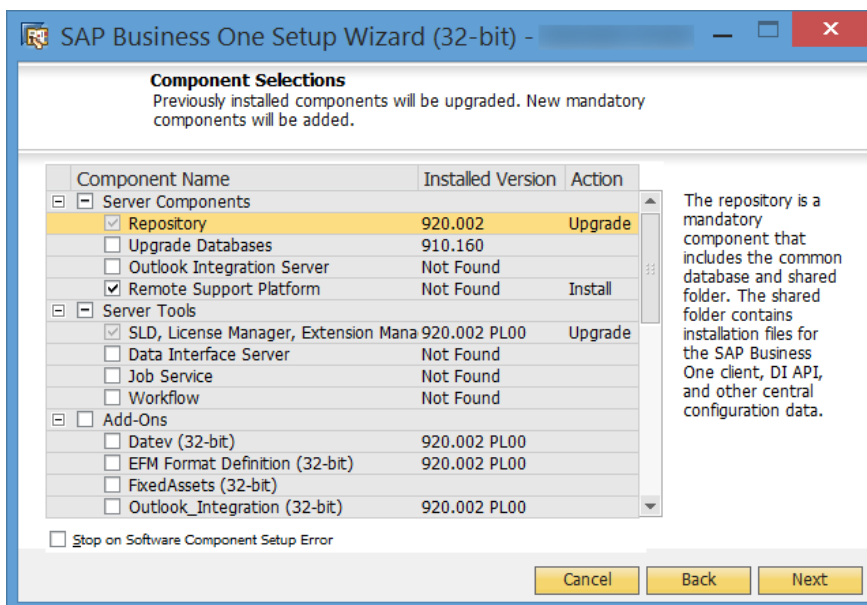 SAP Business One Setup Wizard (32-bit) -
Component Selections
Previously installed components will be upgraded. New mandatory
components will be added.
Component Name Installed Version Action
Server Components
Repository 920.002 Upgrade
Upgrade Databases 910.160
Outlook Integration Server Not Found
Remote Support Platform Not Found Install
Server Tools
SLD, License Manager, Extension Mana 920.002 PL00 Upgrade
Data Interface Server Not Found
Job Service Not Found
Workflow Not Found
Add-Ons
Datev (32-bit) 920.002 PL00
EFM Format Definition (32-bit) 920.002 PL00
FixedAssets (32-bit)
Outlook_Integration (32-bit) 920.002 PL00
The repository is a
mandatory
component that
includes the common
database and shared
folder. The shared
folder contains
installation files for
the SAP Business
One client, DI API,
and other central
configuration data.
Stop on Software Component Setup Error
Cancel Back Next